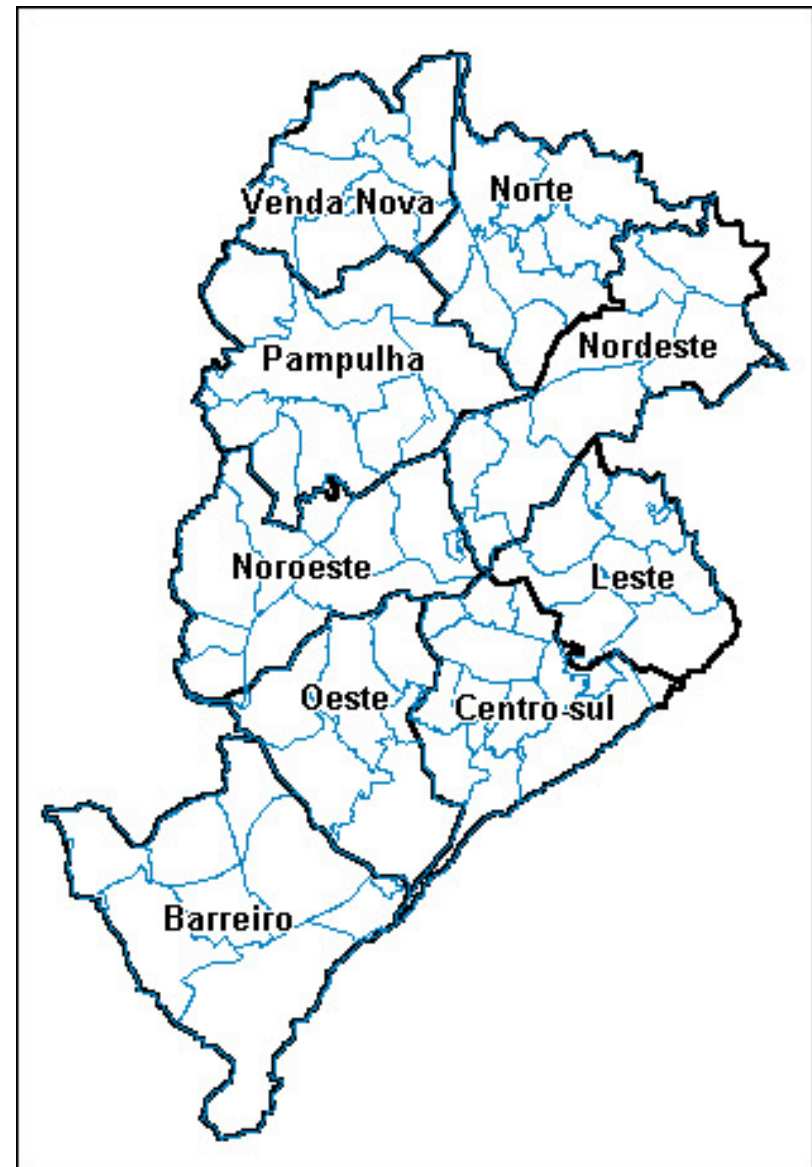 Venda Nova
Norte
Pampulha
Nordeste
Noroeste
Leste
Oeste
Centro-sul
Barreiro